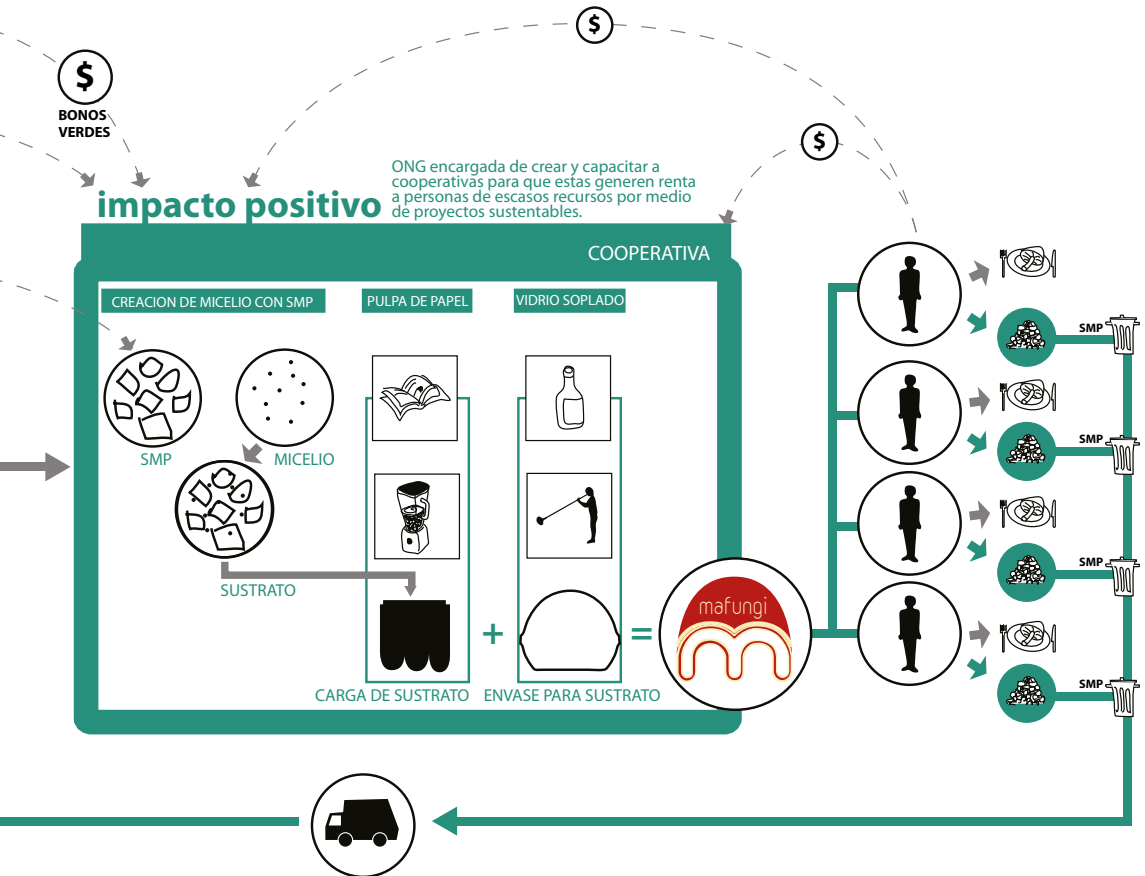 $
$
BONOS
VERDES
$
impacto positivo
ONG encargada de crear y capacitar a
cooperativas para que estas generen renta
a personas de escasos recursos por medio
de proyectos sustentables.
COOPERATIVA
CREACION DE MICELIO CON SMP
PULPA DE PAPEL
VIDRIO SOPLADO
SMP
MICELIO
SUSTRATO
+
=
mafungi
CARGA DE SUSTRATO
ENVASE PARA SUSTRATO
SMP
SMP
SMP
SMP